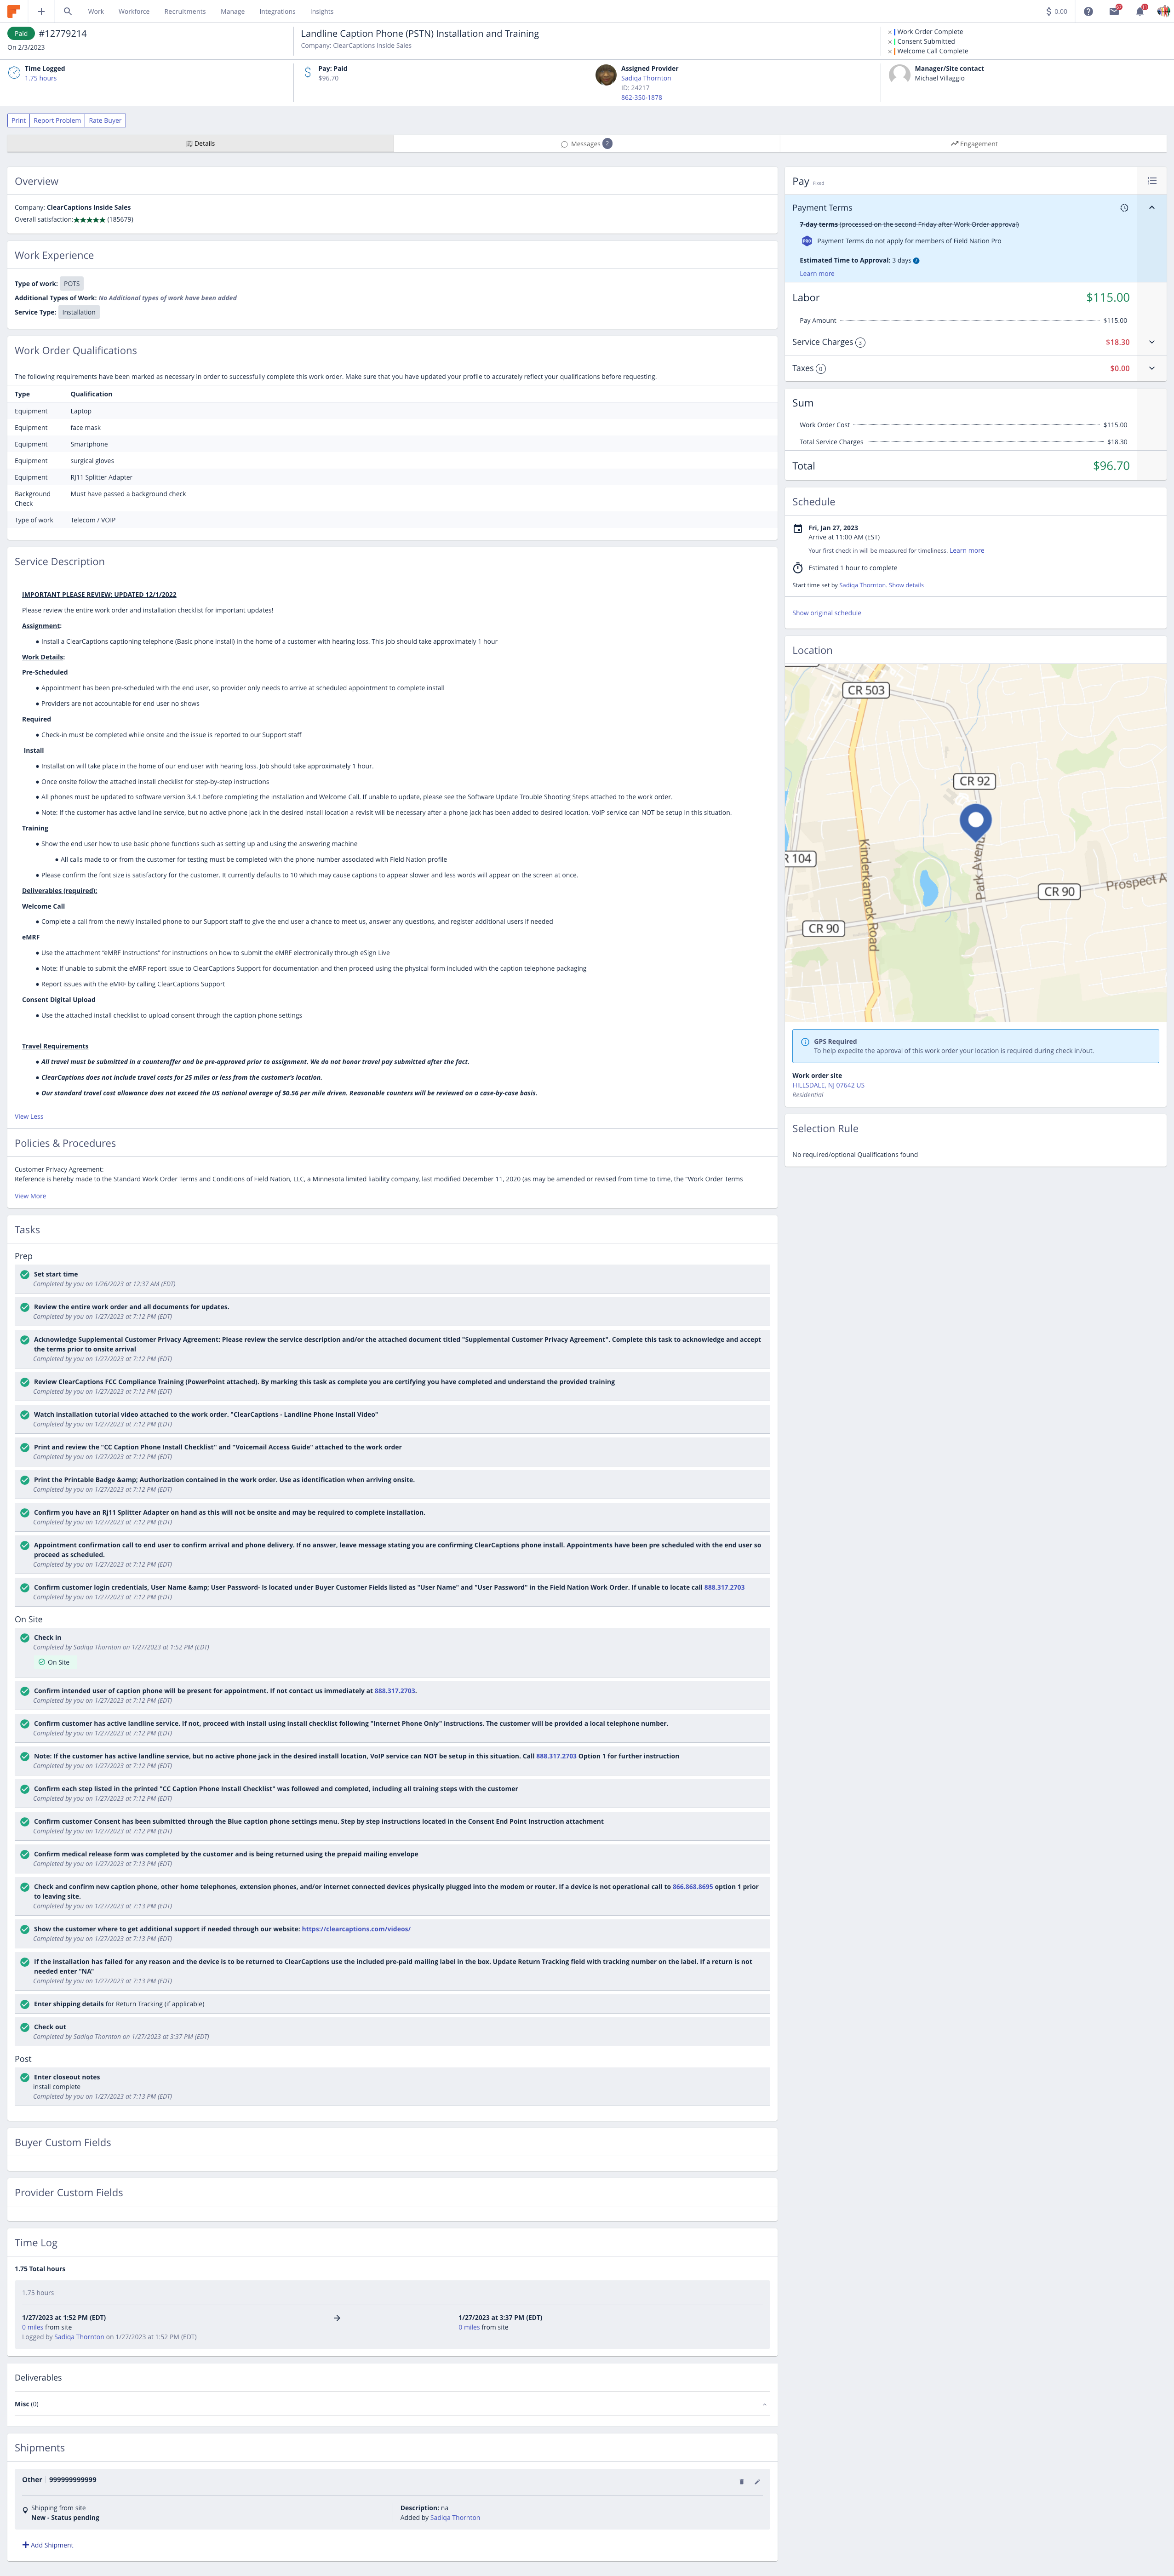 Work
Workforce
Recruitments
Manage
Integrations
Insights
$ 0.00
Paid #12779214
On 2/3/2023
Landline Caption Phone (PSTN) Installation and Training
Company: ClearCaptions Inside Sales
Work Order Complete
Consent Submitted
Welcome Call Complete
Time Logged
1.75 hours
Pay: Paid
$96.70
Assigned Provider
Sadiqa Thornton
ID: 24217
862-350-1878
Manager/Site contact
Michael Villaggio
Print
Report Problem
Rate Buyer
Details
Messages 2
Engagement
Overview
Company: ClearCaptions Inside Sales
Overall satisfaction:★★★★★ (185679)
Work Experience
Type of work: POTS
Additional Types of Work: No Additional types of work have been added
Service Type: Installation
Work Order Qualifications
The following requirements have been marked as necessary in order to successfully complete this work order. Make sure that you have updated your profile to accurately reflect your qualifications before requesting.
Type Qualification
Equipment Laptop
Equipment face mask
Equipment Smartphone
Equipment surgical gloves
Equipment RJ11 Splitter Adapter
Background Check Must have passed a background check
Type of work Telecom / VOIP
Service Description
IMPORTANT PLEASE REVIEW: UPDATED 12/1/2022
Please review the entire work order and installation checklist for important updates!
Assignment:
● Install a ClearCaptions captioning telephone (Basic phone install) in the home of a customer with hearing loss. This job should take approximately 1 hour
Work Details:
Pre-Scheduled
● Appointment has been pre-scheduled with the end user, so provider only needs to arrive at scheduled appointment to complete install
● Providers are not accountable for end user no shows
Required
● Check-in must be completed while onsite and the issue is reported to our Support staff
Install
● Installation will take place in the home of our end user with hearing loss. Job should take approximately 1 hour.
● Once onsite follow the attached install checklist for step-by-step instructions
● All phones must be updated to software version 3.4.1.before completing the installation and Welcome Call. If unable to update, please see the Software Update Trouble Shooting Steps attached to the work order.
● Note: If the customer has active landline service, but no active phone jack in the desired install location a revisit will be necessary after a phone jack has been added to desired location. VoIP service can NOT be setup in this situation.
Training
● Show the end user how to use basic phone functions such as setting up and using the answering machine
● All calls made to or from the customer for testing must be completed with the phone number associated with Field Nation profile
● Please confirm the font size is satisfactory for the customer. It currently defaults to 10 which may cause captions to appear slower and less words will appear on the screen at once.
Deliverables (required):
Welcome Call
● Complete a call from the newly installed phone to our Support staff to give the end user a chance to meet us, answer any questions, and register additional users if needed
eMRF
● Use the attachment "eMRF Instructions" for instructions on how to submit the eMRF electronically through eSign Live
● Note: If unable to submit the eMRF report issue to ClearCaptions Support for documentation and then proceed using the physical form included with the caption telephone packaging
● Report issues with the eMRF by calling ClearCaptions Support
Consent Digital Upload
● Use the attached install checklist to upload consent through the caption phone settings
Travel Requirements
● All travel must be submitted in a counteroffer and be pre-approved prior to assignment. We do not honor travel pay submitted after the fact.
● ClearCaptions does not include travel costs for 25 miles or less from the customer's location.
● Our standard travel cost allowance does not exceed the US national average of $0.56 per mile driven. Reasonable counters will be reviewed on a case-by-case basis.
View Less
Policies & Procedures
Customer Privacy Agreement:
Reference is hereby made to the Standard Work Order Terms and Conditions of Field Nation, LLC, a Minnesota limited liability company, last modified December 11, 2020 (as may be amended or revised from time to time, the "Work Order Terms
View More
Tasks
Prep
Set start time
Completed by you on 1/26/2023 at 12:37 AM (EDT)
Review the entire work order and all documents for updates.
Completed by you on 1/27/2023 at 7:12 PM (EDT)
Acknowledge Supplemental Customer Privacy Agreement: Please review the service description and/or the attached document titled "Supplemental Customer Privacy Agreement". Complete this task to acknowledge and accept
the terms prior to onsite arrival
Completed by you on 1/27/2023 at 7:12 PM (EDT)
Review ClearCaptions FCC Compliance Training (PowerPoint attached). By marking this task as complete you are certifying you have completed and understand the provided training
Completed by you on 1/27/2023 at 7:12 PM (EDT)
Watch installation tutorial video attached to the work order. "ClearCaptions - Landline Phone Install Video"
Completed by you on 1/27/2023 at 7:12 PM (EDT)
Print and review the "CC Caption Phone Install Checklist" and "Voicemail Access Guide" attached to the work order
Completed by you on 1/27/2023 at 7:12 PM (EDT)
Print the Printable Badge &amp; Authorization contained in the work order. Use as identification when arriving onsite.
Completed by you on 1/27/2023 at 7:12 PM (EDT)
Confirm you have an RJ11 Splitter Adapter on hand as this will not be onsite and may be required to complete installation.
Completed by you on 1/27/2023 at 7:12 PM (EDT)
Appointment confirmation call to end user to confirm arrival and phone delivery. If no answer, leave message stating you are confirming ClearCaptions phone install. Appointments have been pre scheduled with the end user so
proceed as scheduled.
Completed by you on 1/27/2023 at 7:12 PM (EDT)
Confirm customer login credentials, User Name &amp; User Password- Is located under Buyer Customer Fields listed as "User Name" and "User Password" in the Field Nation Work Order. If unable to locate call 888.317.2703
Completed by you on 1/27/2023 at 7:12 PM (EDT)
On Site
Check in
Completed by Sadiqa Thornton on 1/27/2023 at 1:52 PM (EDT)
On Site
Confirm intended user of caption phone will be present for appointment. If not contact us immediately at 888.317.2703.
Completed by you on 1/27/2023 at 7:12 PM (EDT)
Confirm customer has active landline service. If not, proceed with install using install checklist following "Internet Phone Only" instructions. The customer will be provided a local telephone number.
Completed by you on 1/27/2023 at 7:12 PM (EDT)
Note: If the customer has active landline service, but no active phone jack in the desired install location, VoIP service can NOT be setup in this situation. Call 888.317.2703 Option 1 for further instruction
Completed by you on 1/27/2023 at 7:12 PM (EDT)
Confirm each step listed in the printed "CC Caption Phone Install Checklist" was followed and completed, including all training steps with the customer
Completed by you on 1/27/2023 at 7:12 PM (EDT)
Confirm customer Consent has been submitted through the Blue caption phone settings menu. Step by step instructions located in the Consent End Point Instruction attachment
Completed by you on 1/27/2023 at 7:12 PM (EDT)
Confirm medical release form was completed by the customer and is being returned using the prepaid mailing envelope
Completed by you on 1/27/2023 at 7:13 PM (EDT)
Check and confirm new caption phone, other home telephones, extension phones, and/or internet connected devices physically plugged into the modem or router. If a device is not operational call to 866.868.8695 option 1 prior
to leaving site.
Completed by you on 1/27/2023 at 7:13 PM (EDT)
Show the customer where to get additional support if needed through our website: https://clearcaptions.com/videos/
Completed by you on 1/27/2023 at 7:13 PM (EDT)
If the installation has failed for any reason and the device is to be returned to ClearCaptions use the included pre-paid mailing label in the box. Update Return Tracking field with tracking number on the label. If a return is not
needed enter "NA"
Completed by you on 1/27/2023 at 7:13 PM (EDT)
Enter shipping details for Return Tracking (if applicable)
Check out
Completed by Sadiqa Thornton on 1/27/2023 at 3:37 PM (EDT)
Post
Enter closeout notes
install complete
Completed by you on 1/27/2023 at 7:13 PM (EDT)
Buyer Custom Fields
Provider Custom Fields
Time Log
1.75 Total hours
1.75 hours
1/27/2023 at 1:52 PM (EDT) → 1/27/2023 at 3:37 PM (EDT)
0 miles from site 0 miles from site
Logged by Sadiqa Thornton on 1/27/2023 at 1:52 PM (EDT)
Deliverables
Misc (0)
Shipments
Other 999999999999
Shipping from site
New - Status pending
Description: na
Added by Sadiqa Thornton
Add Shipment
Pay Fixed
Payment Terms
7-day terms (processed on the second Friday after Work Order approval)
PRO Payment Terms do not apply for members of Field Nation Pro
Estimated Time to Approval: 3 days
Learn more
Labor $115.00
Pay Amount $115.00
Service Charges 3 $18.30
Taxes 0 $0.00
Sum
Work Order Cost $115.00
Total Service Charges $18.30
Total $96.70
Schedule
Fri, Jan 27, 2023
Arrive at 11:00 AM (EST)
Your first check in will be measured for timeliness. Learn more
Estimated 1 hour to complete
Start time set by Sadiqa Thornton. Show details
Show original schedule
Location
CR 503
CR 92
R 104
Kinderkamack Road
Park Avenu
CR 90
Prospect A
CR 90
GPS Required
To help expedite the approval of this work order your location is required during check in/out.
Work order site
HILLSDALE, NJ 07642 US
Residential
Selection Rule
No required/optional Qualifications found